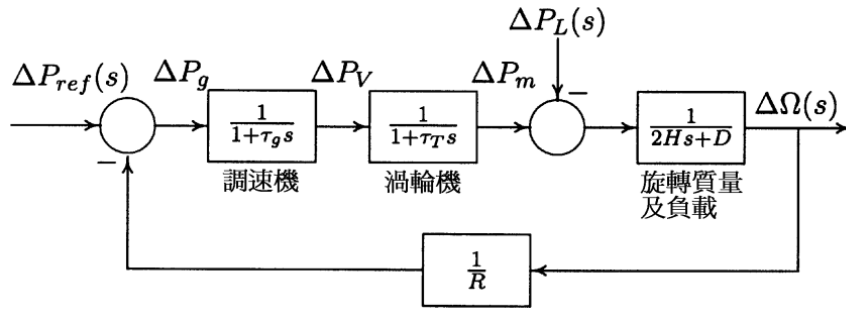 ΔP_L(s)
ΔP_ref(s)
ΔP_g
ΔP_V
ΔP_m
−
ΔΩ(s)
−
1/(1+τ_g s)
1/(1+τ_T s)
1/(2Hs+D)
調速機
渦輪機
旋轉質量
及負載
1/R